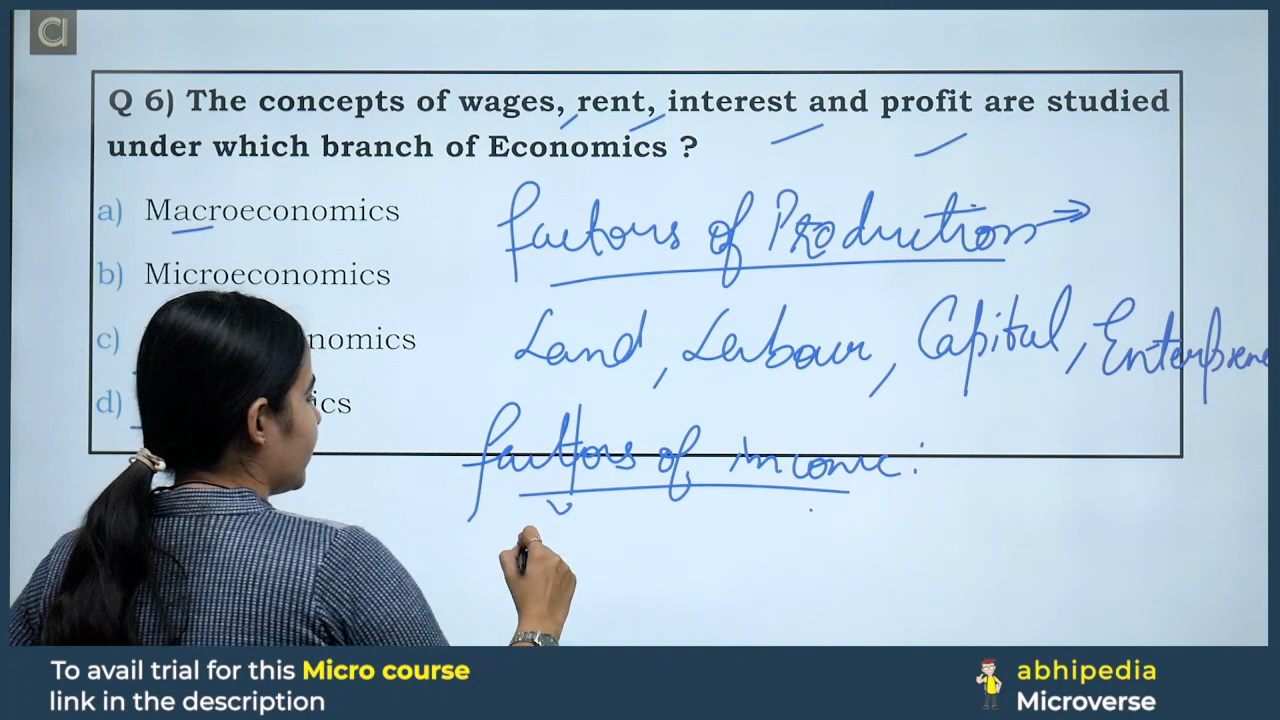 Q 6) The concepts of wages, rent, interest and profit are studied
under which branch of Economics ?
a) Macroeconomics
b) Microeconomics
c) nomics
d) ics
factors of Production →
Land, Labour, Capital, Enterprene
factors of income :
To avail trial for this Micro course
link in the description
abhipedia
Microverse